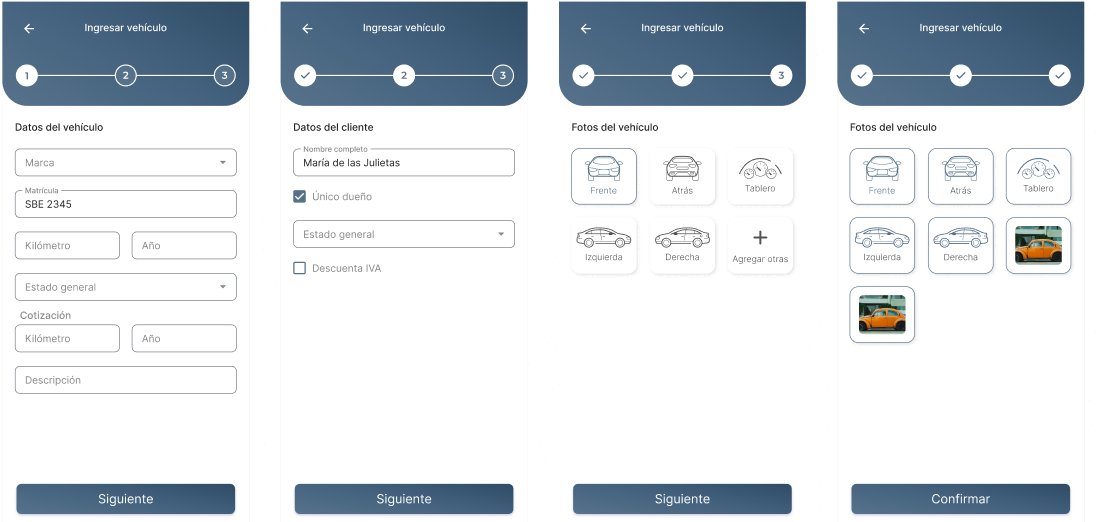 Ingresar vehículo
1
2
3
Datos del vehículo
Marca
Matrícula
SBE 2345
Kilómetro
Año
Estado general
Cotización
Kilómetro
Año
Descripción
Siguiente
Ingresar vehículo
2
3
Datos del cliente
Nombre completo
María de las Julietas
Único dueño
Estado general
Descuenta IVA
Siguiente
Ingresar vehículo
3
Fotos del vehículo
Frente
Atrás
Tablero
Izquierda
Derecha
Agregar otras
Siguiente
Ingresar vehículo
Fotos del vehículo
Frente
Atrás
Tablero
Izquierda
Derecha
Confirmar